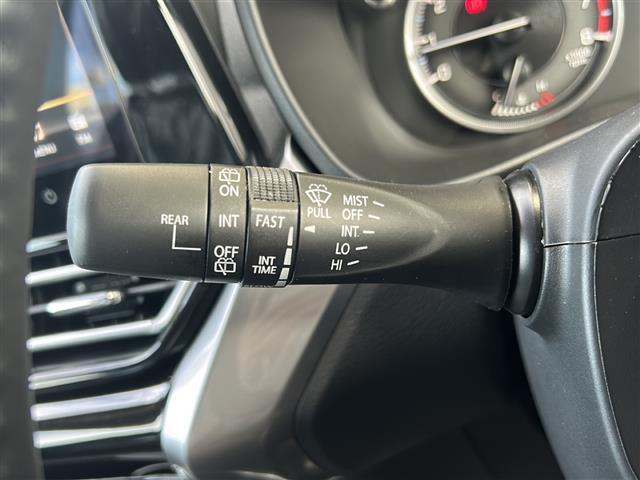 MENU
REAR
ON
INT
OFF
FAST
INT
TIME
PULL
MIST
OFF
INT.
LO
HI